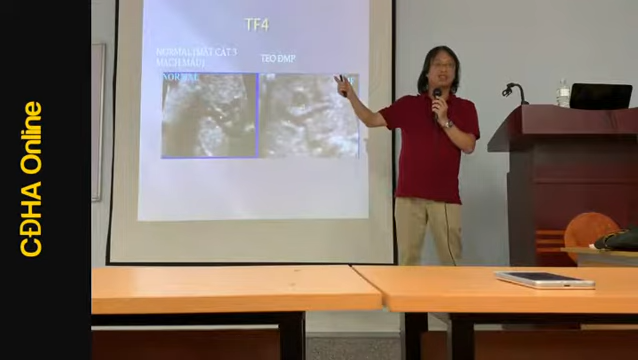 CĐHA Online
TF4
NORMAL (MẶT CẮT 3
MẠCH MÁU)
TEO ĐMP
NORMAL